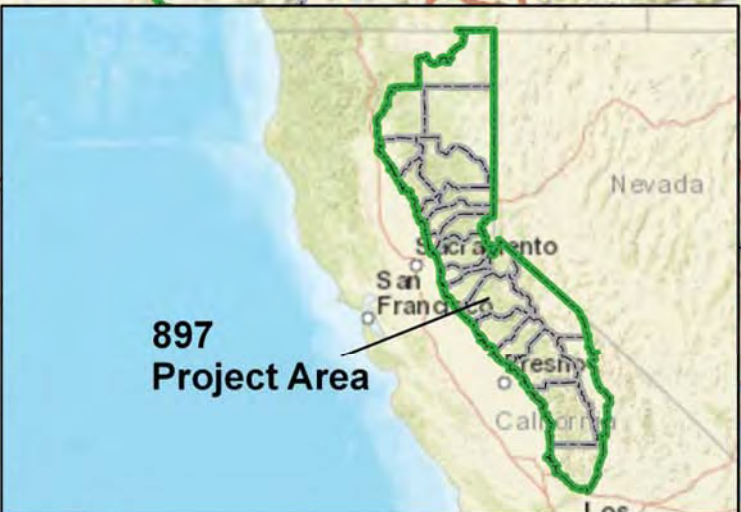 Nevada
Sacramento
San
Francisco
897
Project Area
Fresno
California
Los